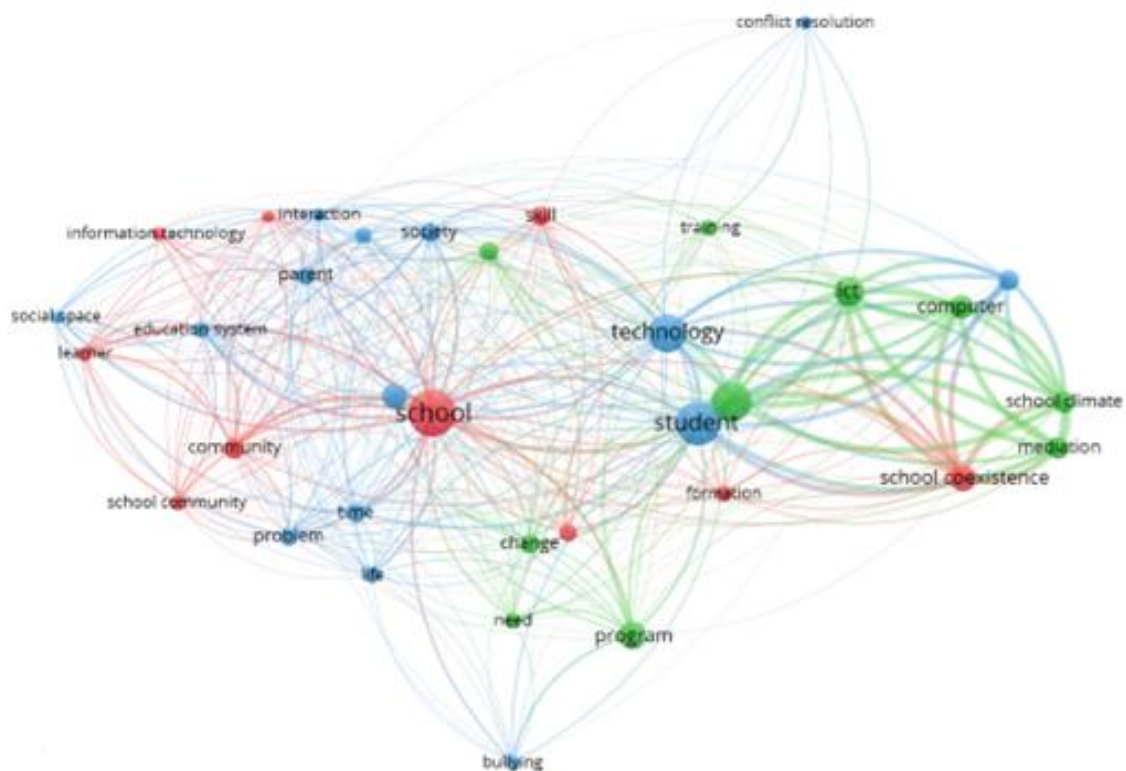 conflict resolution
interaction
skill
information technology
society
training
parent
ict
computer
social space
education system
technology
learner
school climate
school
student
community
mediation
school coexistence
school community
formation
time
problem
change
life
need
program
bullying